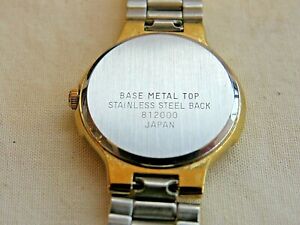 BASE METAL TOP
STAINLESS STEEL BACK
812000
JAPAN